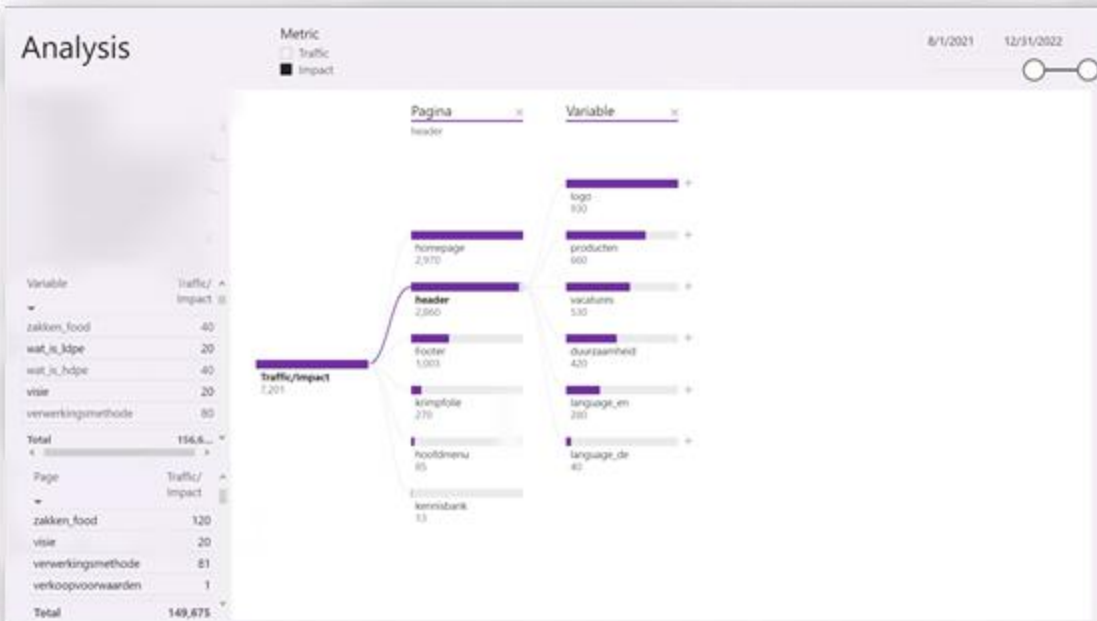 Analysis
Metric
Traffic
Impact
8/1/2021 12/31/2022
Pagina
header
Variable
logo
930
homepage
2,970
producten
660
header
2,860
vacatures
530
Footer
1,003
duurzaamheid
420
Traffic/Impact
7,201
krimpfolie
270
language_en
280
hoofdmenu
85
language_de
40
kennisbank
13
Variable Traffic/
Impact
zakken_food 40
wat_is_ldpe 20
wat_is_hdpe 40
visie 20
verwerkingsmethode 80
Total 156,6...
Page Traffic/
Impact
zakken_food 120
visie 20
verwerkingsmethode 81
verkoopvoorwaarden 1
Total 149,675